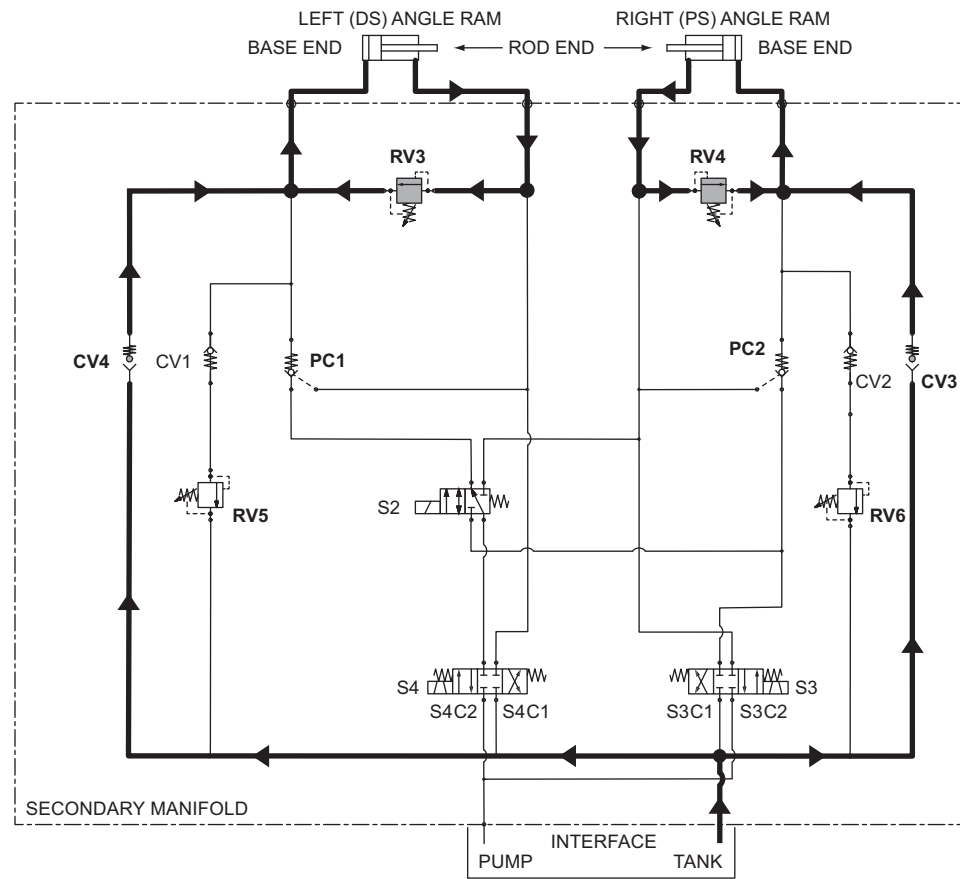 LEFT (DS) ANGLE RAM
RIGHT (PS) ANGLE RAM
BASE END
ROD END
BASE END
RV3
RV4
CV4
CV1
PC1
PC2
CV2
CV3
S2
RV5
RV6
S4
S4C2
S4C1
S3C1
S3C2
S3
SECONDARY MANIFOLD
INTERFACE
PUMP
TANK